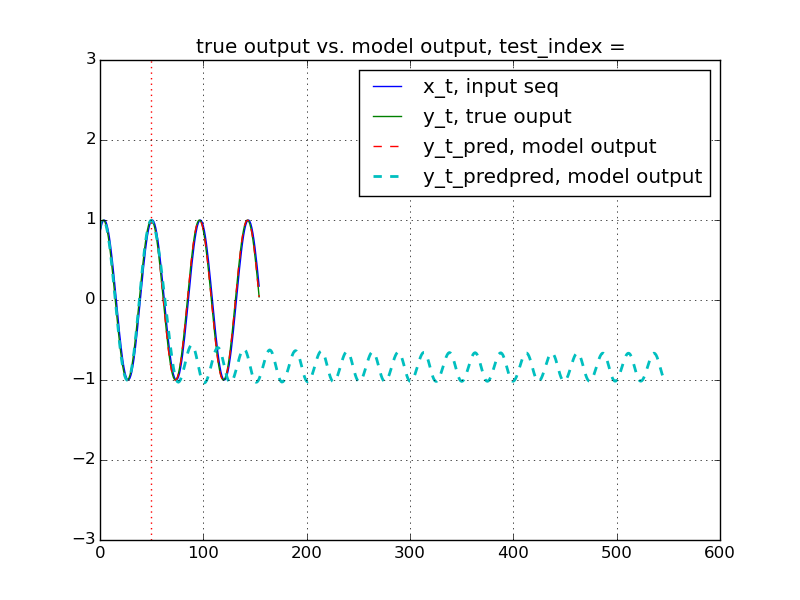 true output vs. model output, test_index =
x_t, input seq
y_t, true ouput
y_t_pred, model output
y_t_predpred, model output
3
2
1
0
−1
−2
−3
0 100 200 300 400 500 600